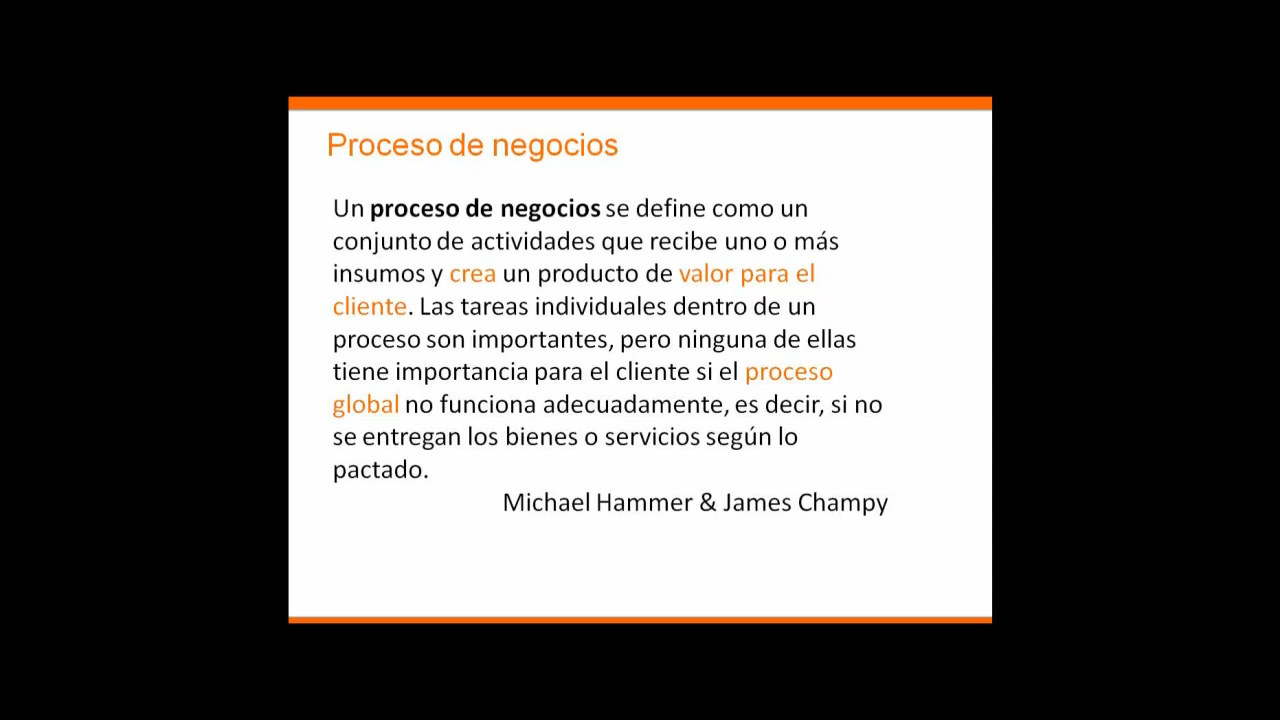 Proceso de negocios
Un proceso de negocios se define como un
conjunto de actividades que recibe uno o más
insumos y crea un producto de valor para el
cliente. Las tareas individuales dentro de un
proceso son importantes, pero ninguna de ellas
tiene importancia para el cliente si el proceso
global no funciona adecuadamente, es decir, si no
se entregan los bienes o servicios según lo
pactado.
Michael Hammer & James Champy